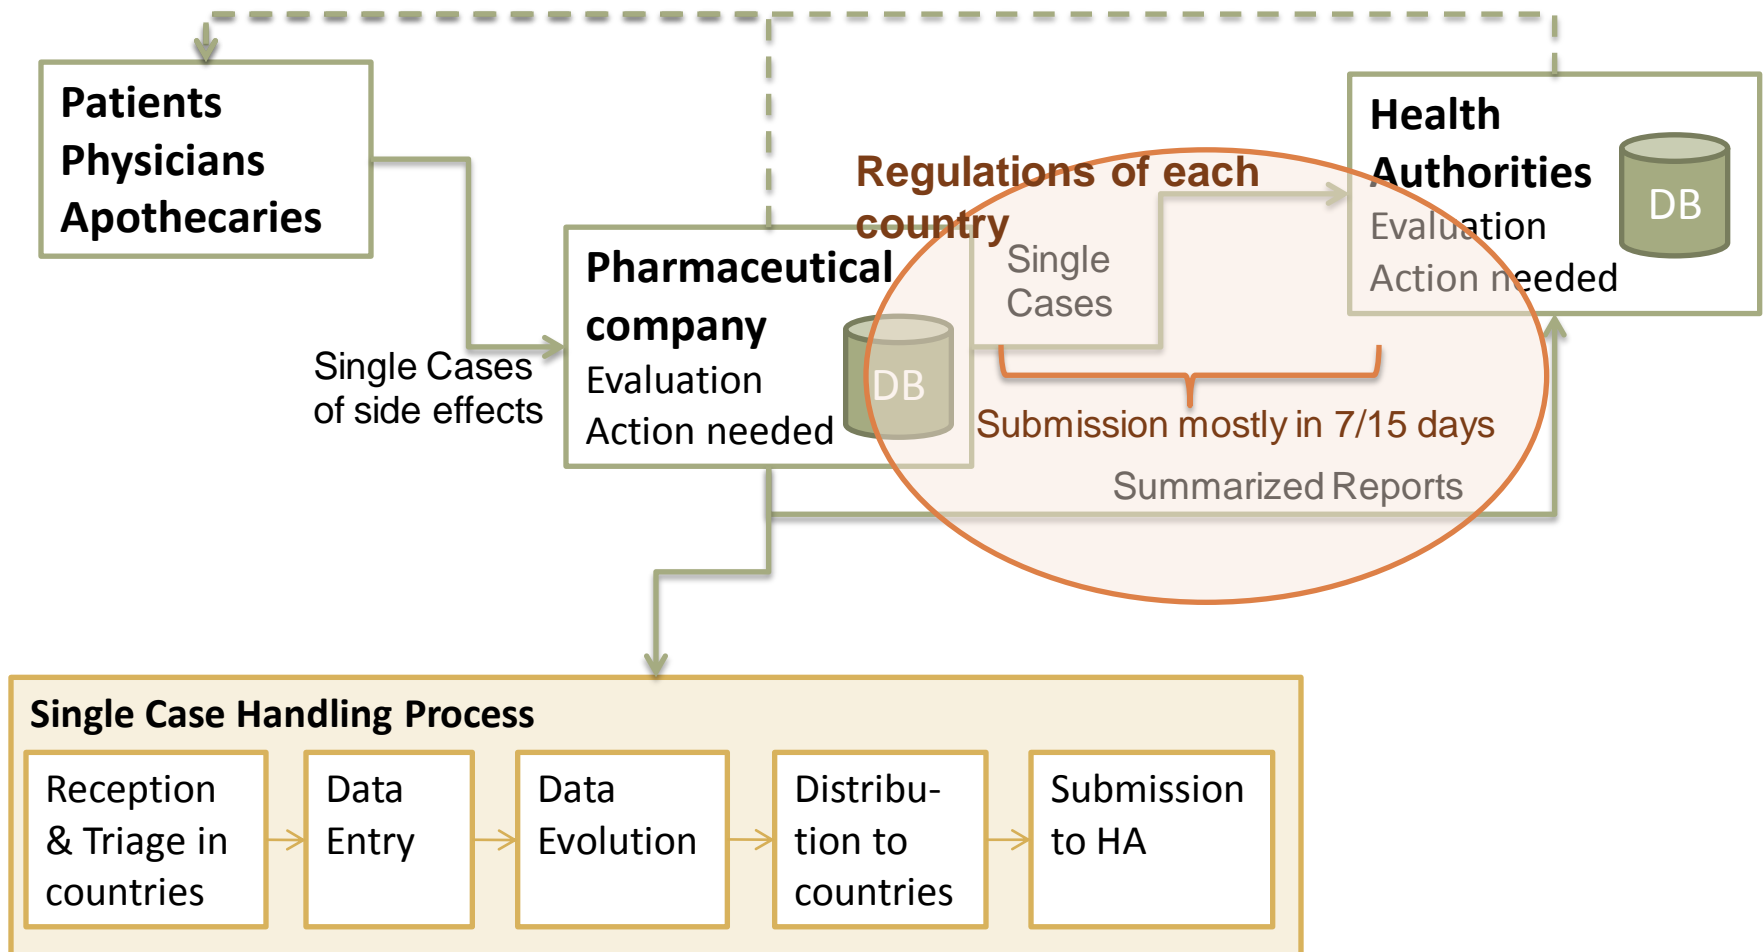 Patients
Physicians
Apothecaries
Health
Authorities
Evaluation
Action needed
DB
Regulations of each
country
Pharmaceutical
company
Evaluation
Action needed
DB
Single
Cases
Single Cases
of side effects
Submission mostly in 7/15 days
Summarized Reports
Single Case Handling Process
Reception
& Triage in
countries
Data
Entry
Data
Evolution
Distribu-
tion to
countries
Submission
to HA